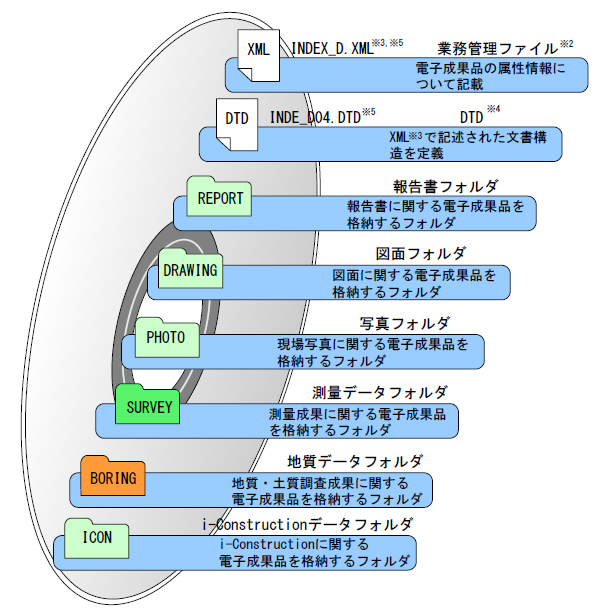 XML INDEX_D.XML※3,※5 業務管理ファイル※2
電子成果品の属性情報に
ついて記載
DTD INDE_D04.DTD※5 DTD※4
XML※3で記述された文書構
造を定義
報告書フォルダ
REPORT
報告書に関する電子成果品を
格納するフォルダ
図面フォルダ
DRAWING
図面に関する電子成果品を
格納するフォルダ
写真フォルダ
PHOTO
現場写真に関する電子成果品を
格納するフォルダ
測量データフォルダ
SURVEY
測量成果に関する電子成果品
を格納するフォルダ
地質データフォルダ
BORING
地質・土質調査成果に関する
電子成果品を格納するフォルダ
i-Constructionデータフォルダ
ICON
i-Constructionに関する
電子成果品を格納するフォルダ